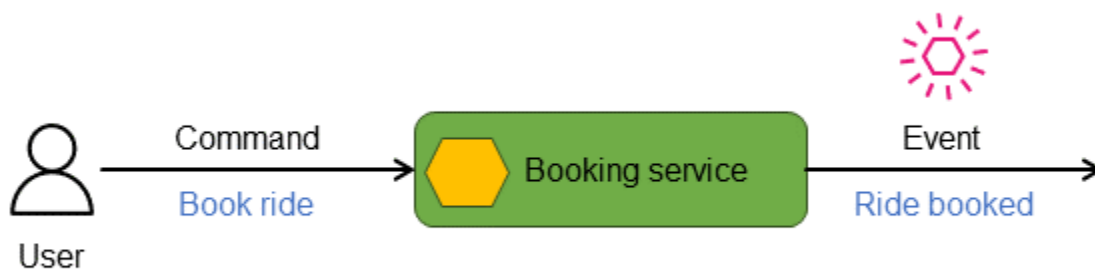 Command
Book ride
User
Booking service
Event
Ride booked